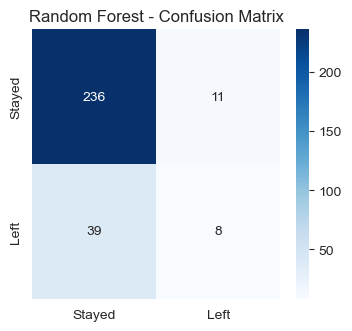 Random Forest - Confusion Matrix
Stayed
236
11
Left
39
8
Stayed
Left
200
150
100
50